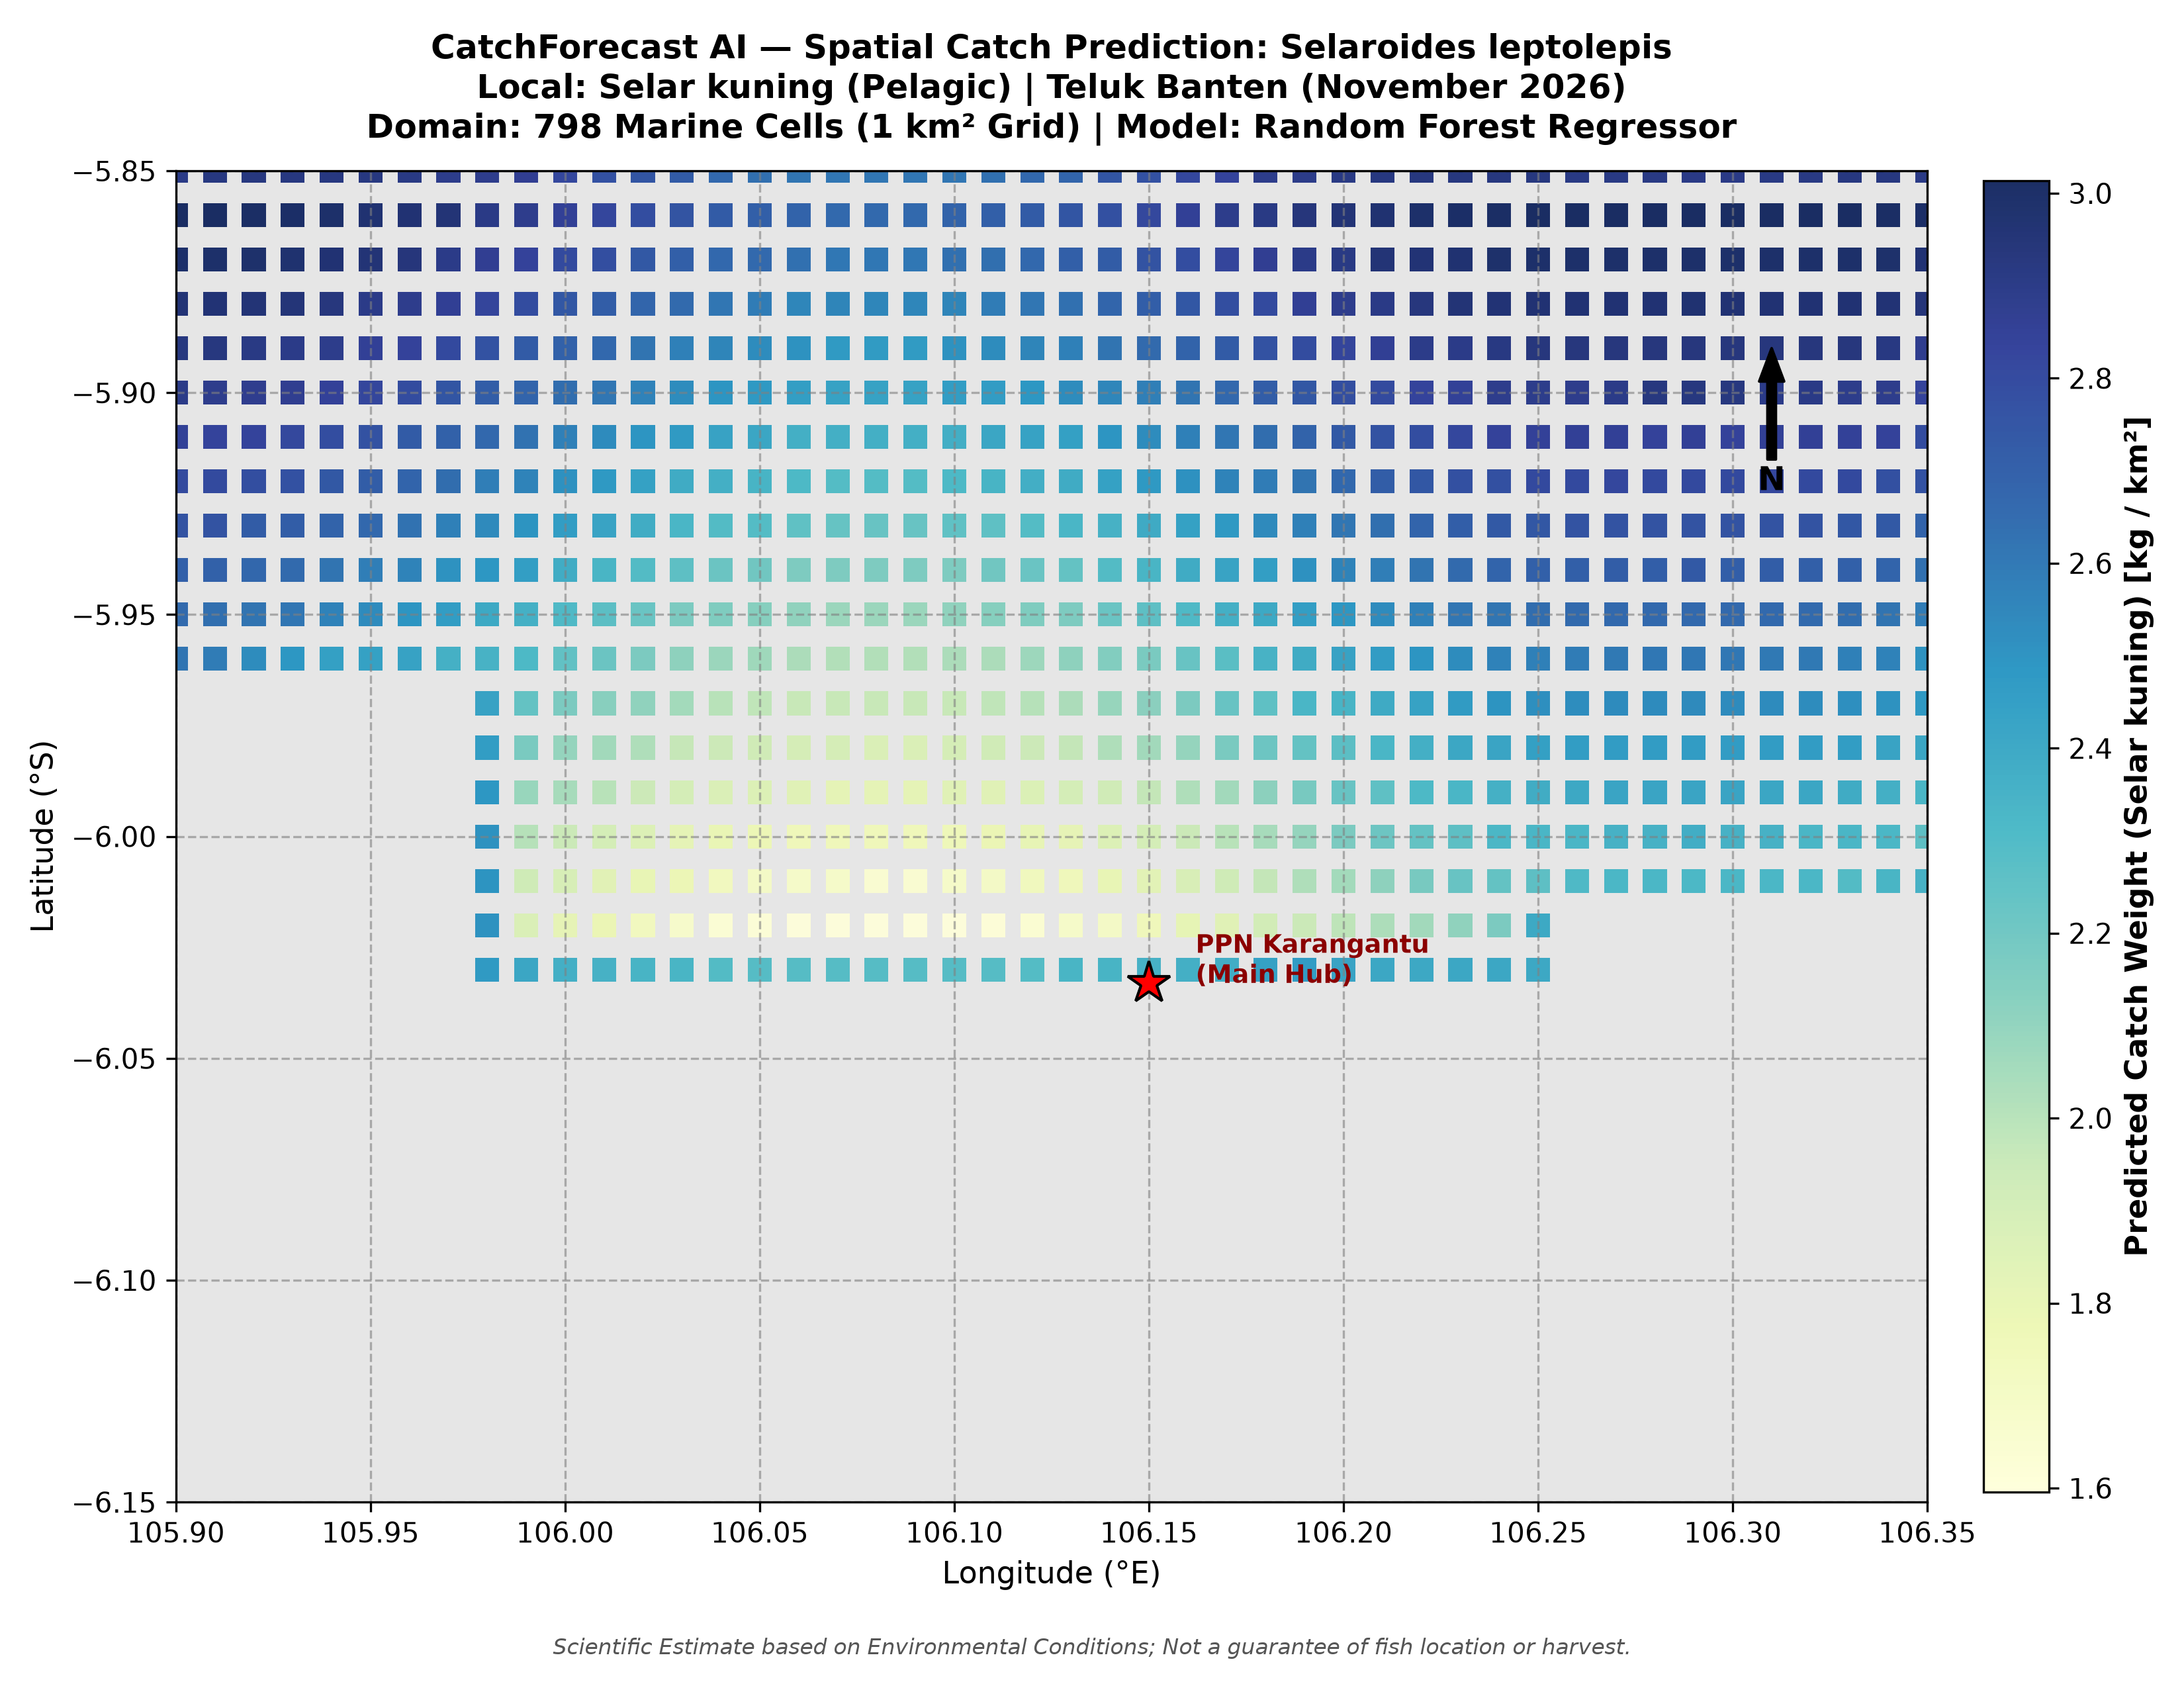 CatchForecast AI — Spatial Catch Prediction: Selaroides leptolepis
Local: Selar kuning (Pelagic) | Teluk Banten (November 2026)
Domain: 798 Marine Cells (1 km² Grid) | Model: Random Forest Regressor
−5.85
−5.90
−5.95
−6.00
−6.05
−6.10
−6.15
Latitude (°S)
N
PPN Karangantu
(Main Hub)
105.90
105.95
106.00
106.05
106.10
106.15
106.20
106.25
106.30
106.35
Longitude (°E)
3.0
2.8
2.6
2.4
2.2
2.0
1.8
1.6
Predicted Catch Weight (Selar kuning) [kg / km²]
Scientific Estimate based on Environmental Conditions; Not a guarantee of fish location or harvest.